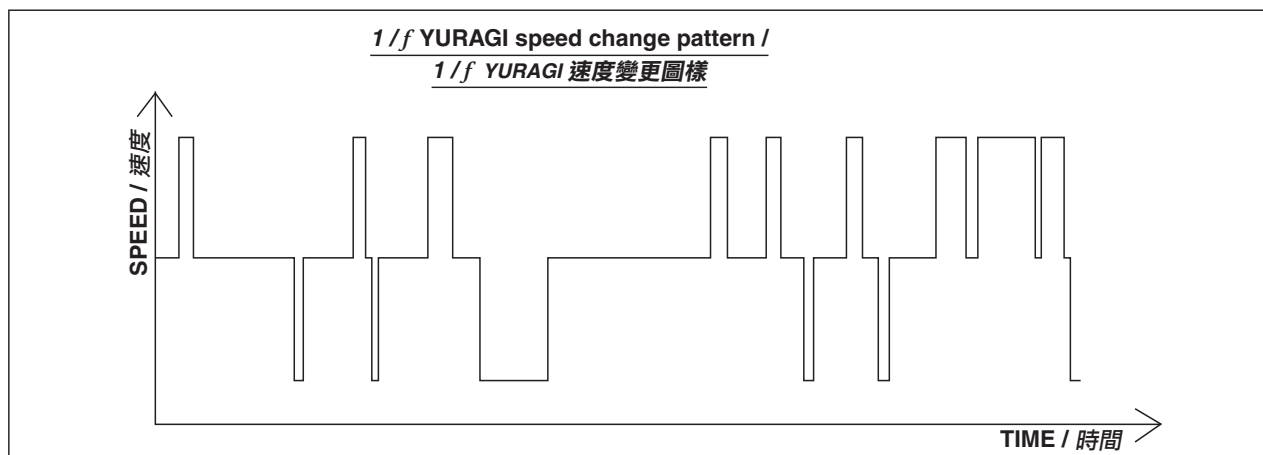 1/f YURAGI speed change pattern /
1/f YURAGI 速度變更圖樣
SPEED / 速度
TIME / 時間